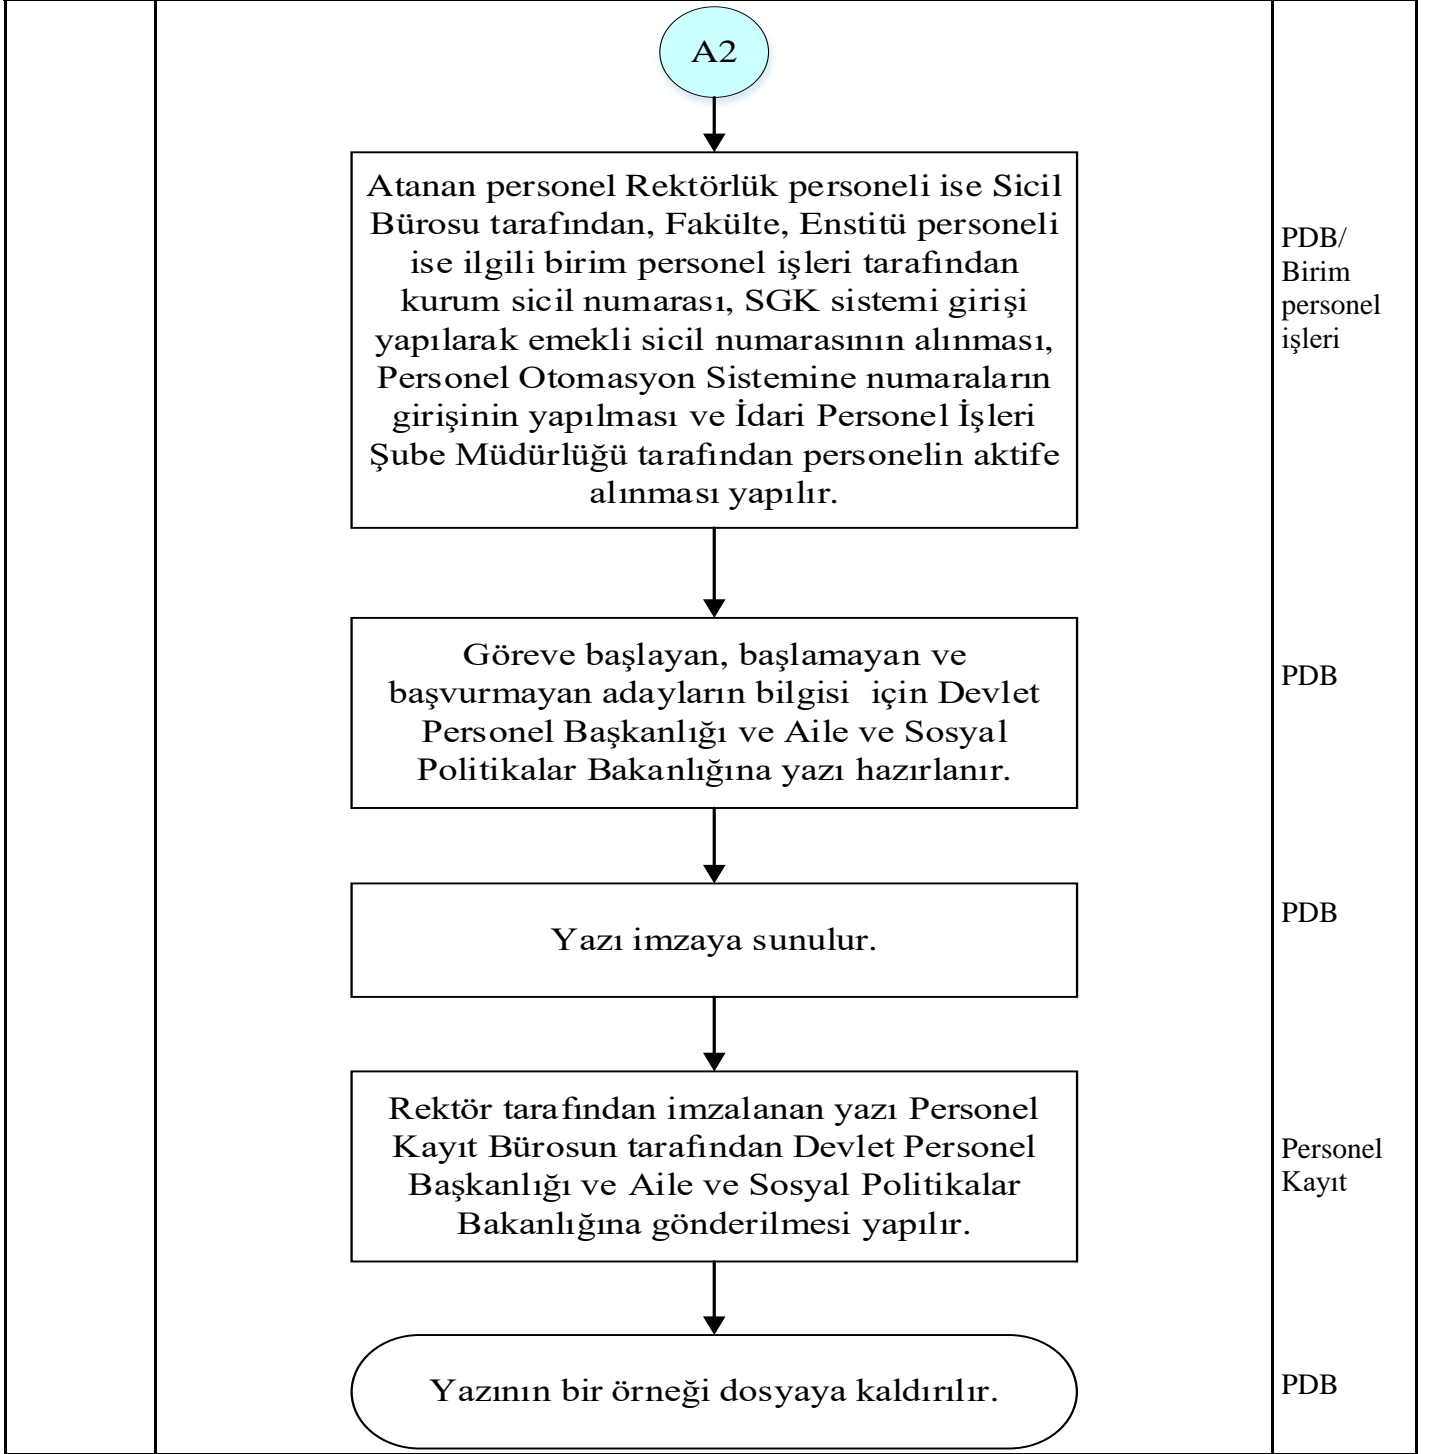 A2
Atanan personel Rektörlük personeli ise Sicil
Bürosu tarafından, Fakülte, Enstitü personeli
ise ilgili birim personel işleri tarafından
kurum sicil numarası, SGK sistemi girişi
yapılarak emekli sicil numarasının alınması,
Personel Otomasyon Sistemine numaraların
girişinin yapılması ve İdari Personel İşleri
Şube Müdürlüğü tarafından personelin aktife
alınması yapılır.
PDB/
Birim
personel
işleri
Göreve başlayan, başlamayan ve
başvurmayan adayların bilgisi  için Devlet
Personel Başkanlığı ve Aile ve Sosyal
Politikalar Bakanlığına yazı hazırlanır.
PDB
Yazı imzaya sunulur.
PDB
Rektör tarafından imzalanan yazı Personel
Kayıt Bürosun tarafından Devlet Personel
Başkanlığı ve Aile ve Sosyal Politikalar
Bakanlığına gönderilmesi yapılır.
Personel
Kayıt
Yazının bir örneği dosyaya kaldırılır.
PDB